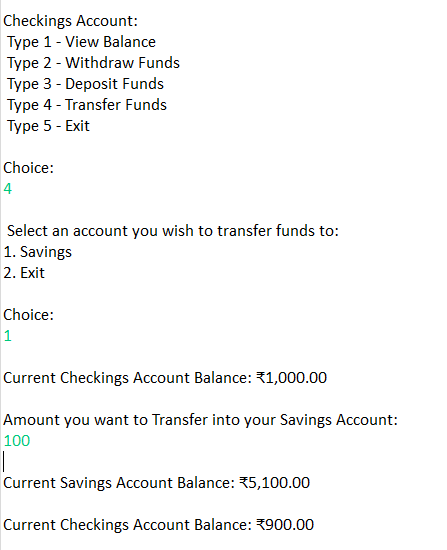 Checkings Account:
Type 1 - View Balance
Type 2 - Withdraw Funds
Type 3 - Deposit Funds
Type 4 - Transfer Funds
Type 5 - Exit
Choice:
4
Select an account you wish to transfer funds to:
1. Savings
2. Exit
Choice:
1
Current Checkings Account Balance: ₹1,000.00
Amount you want to Transfer into your Savings Account:
100
Current Savings Account Balance: ₹5,100.00
Current Checkings Account Balance: ₹900.00